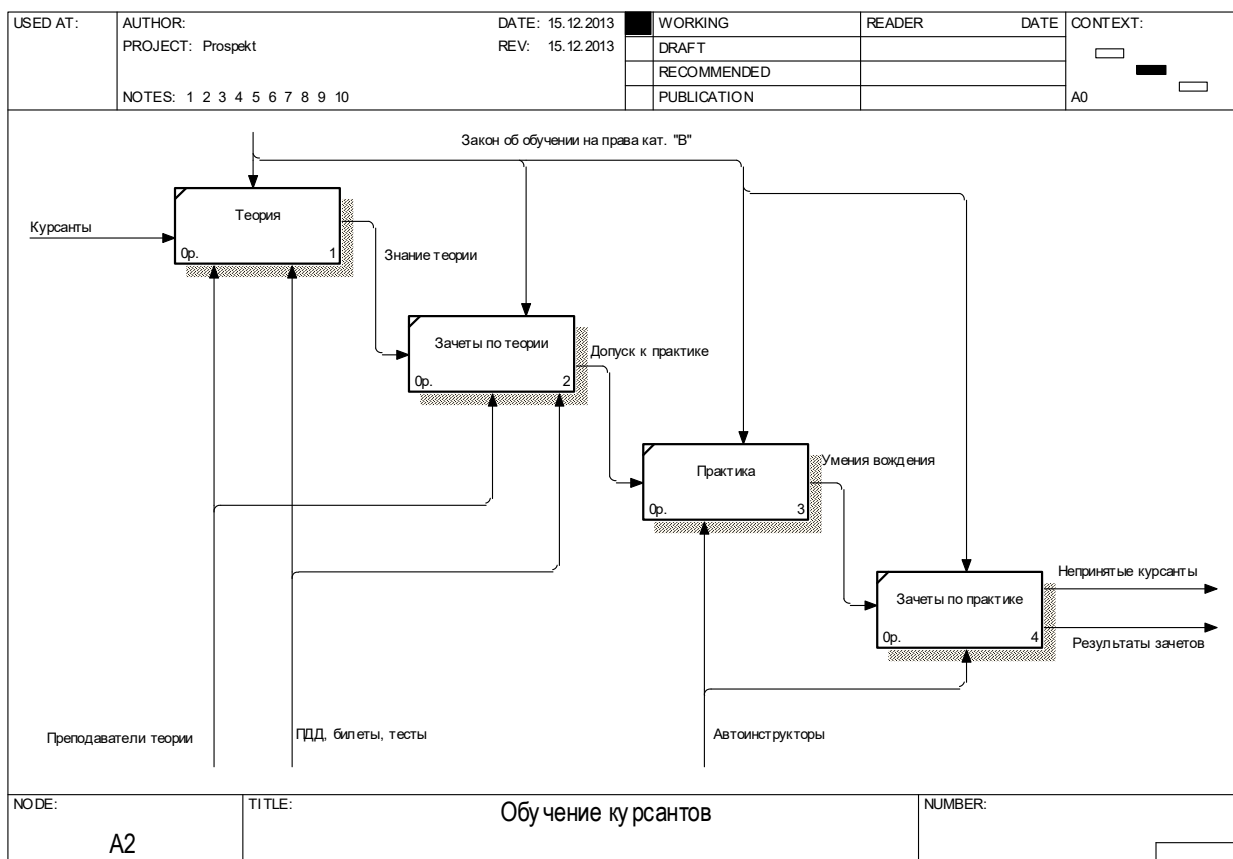 USED AT:
AUTHOR:
DATE: 15.12.2013
WORKING
READER
DATE
CONTEXT:
PROJECT: Prospekt
REV: 15.12.2013
DRAFT
RECOMMENDED
NOTES: 1 2 3 4 5 6 7 8 9 10
PUBLICATION
A0
Закон об обучении на права кат. "В"
Теория
0р.
1
Курсанты
Знание теории
Зачеты по теории
0р.
2
Допуск к практике
Практика
0р.
3
Умения вождения
Зачеты по практике
0р.
4
Непринятые курсанты
Результаты зачетов
Преподаватели теории
ПДД, билеты, тесты
Автоинструкторы
NODE:
TITLE:
Обучение курсантов
NUMBER:
A2